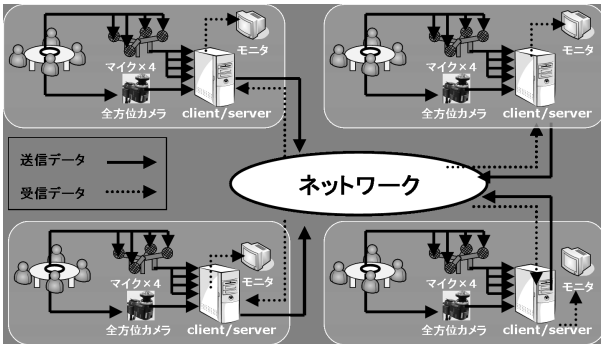 モニタ
マイク×4
全方位カメラ
client/server
モニタ
マイク×4
全方位カメラ
client/server
送信データ
受信データ
ネットワーク
モニタ
マイク×4
全方位カメラ
client/server
モニタ
マイク×4
全方位カメラ
client/server